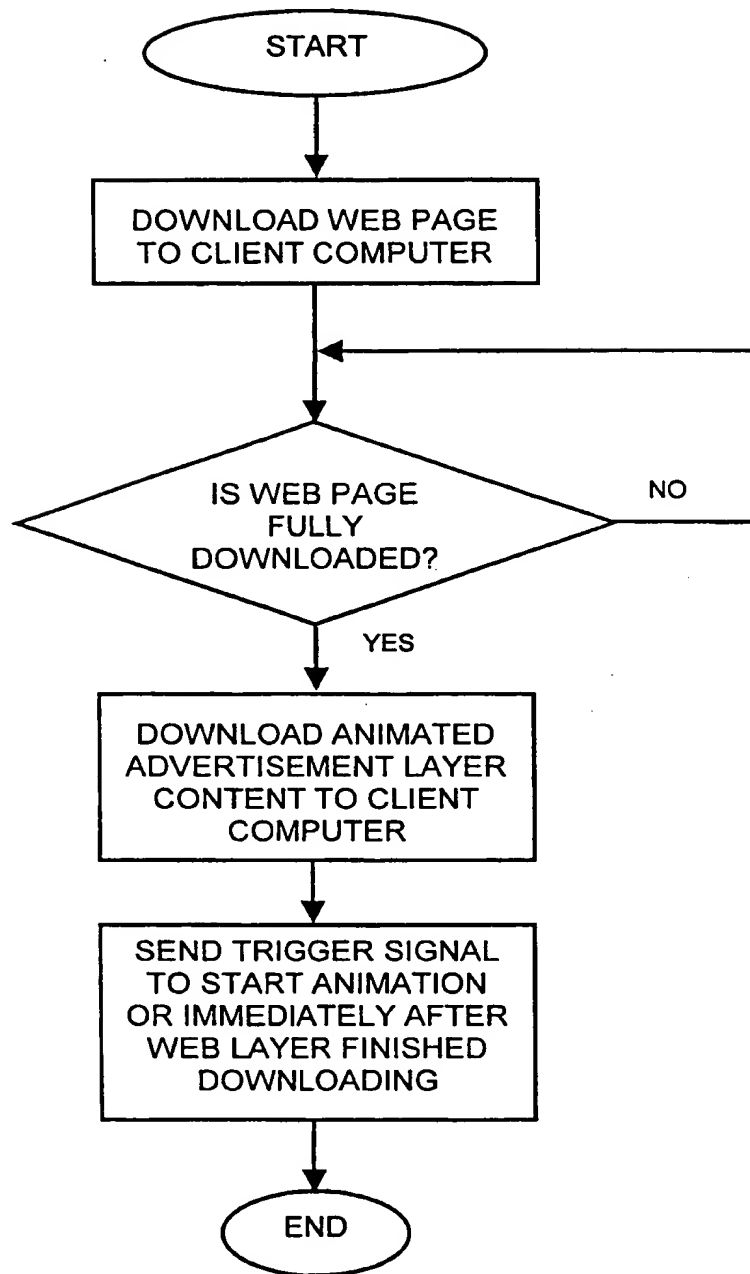 START
DOWNLOAD WEB PAGE
TO CLIENT COMPUTER
IS WEB PAGE
FULLY
DOWNLOADED?
NO
YES
DOWNLOAD ANIMATED
ADVERTISEMENT LAYER
CONTENT TO CLIENT
COMPUTER
SEND TRIGGER SIGNAL
TO START ANIMATION
OR IMMEDIATELY AFTER
WEB LAYER FINISHED
DOWNLOADING
END